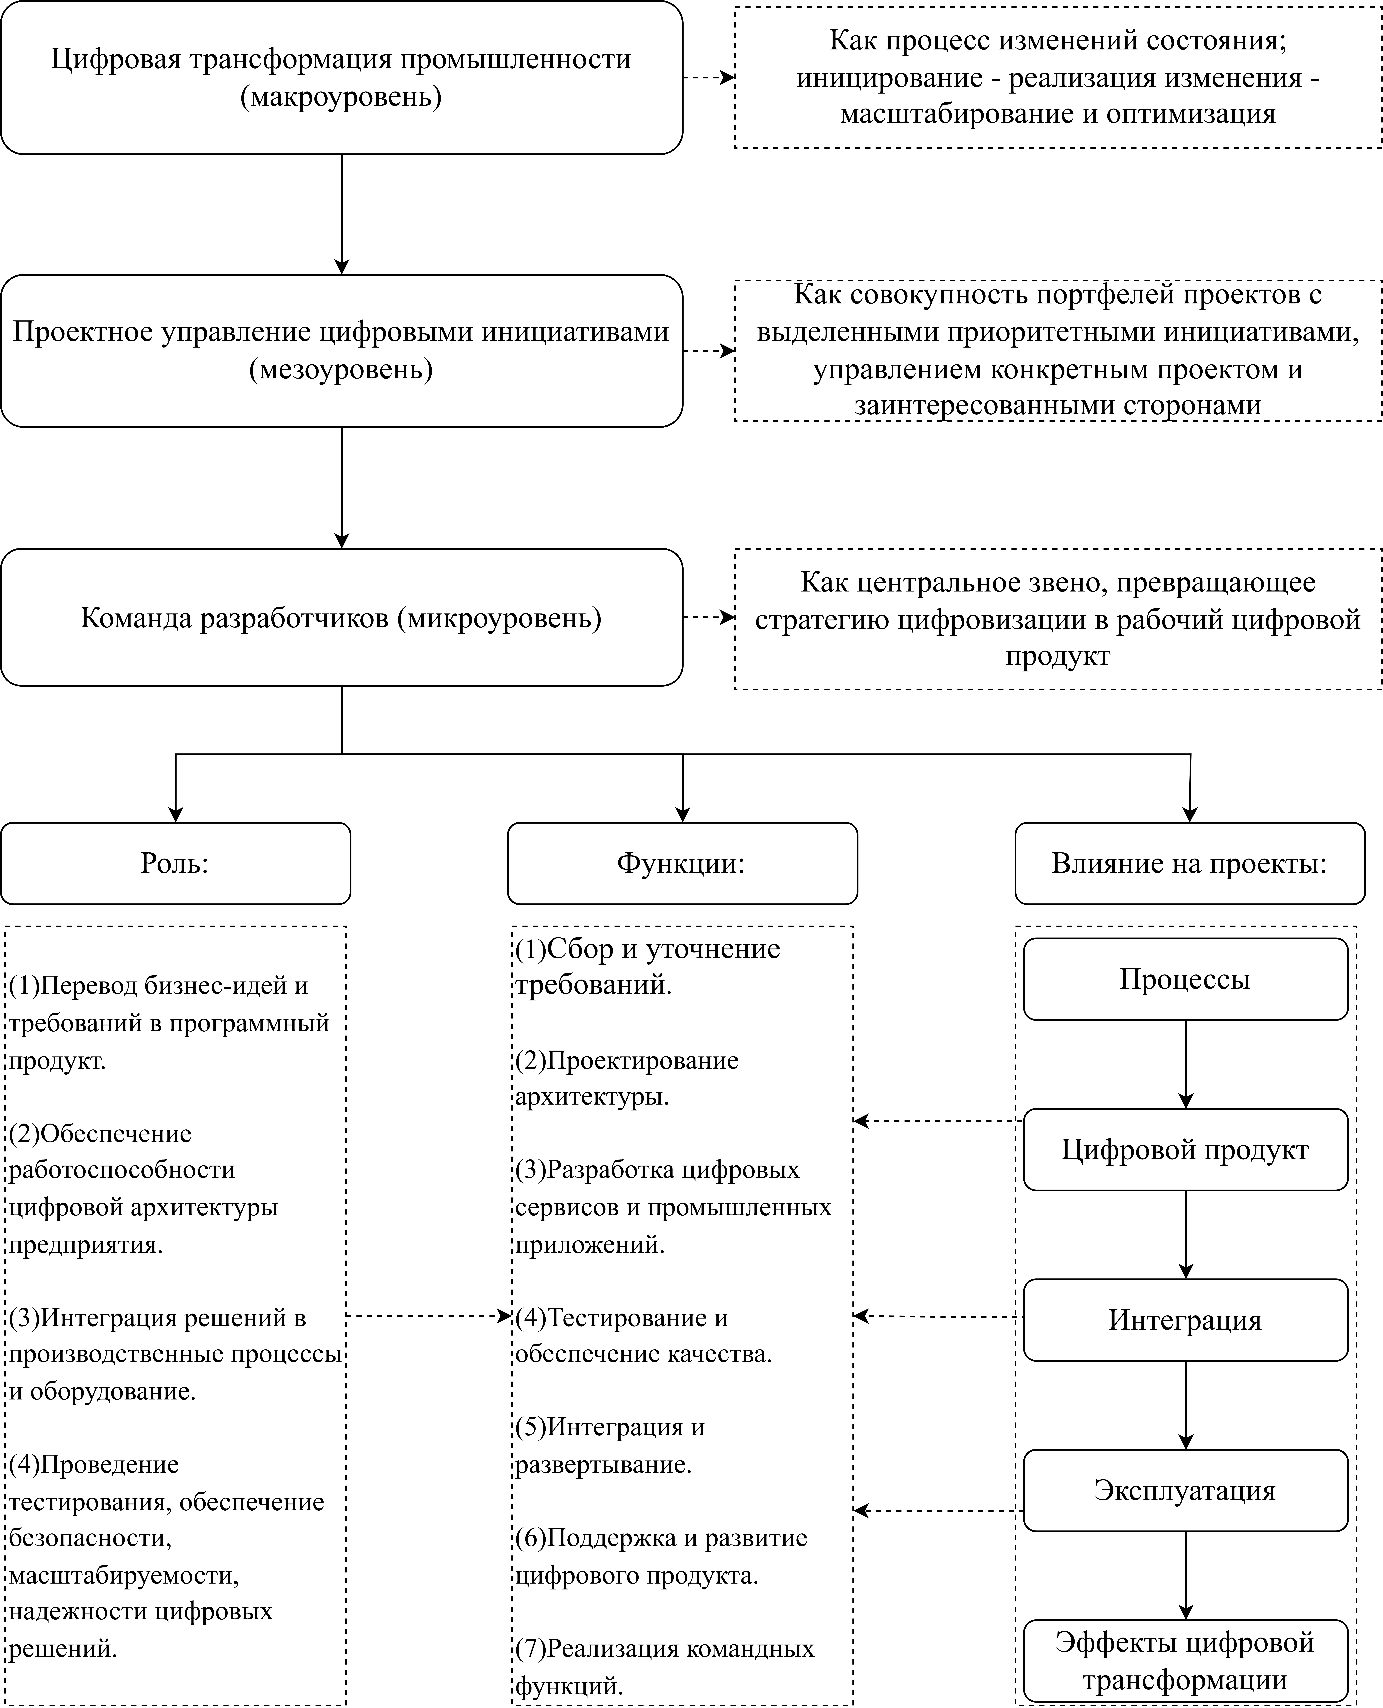 Цифровая трансформация промышленности
(макроуровень)
Как процесс изменений состояния;
иницирование - реализация изменения -
масштабирование и оптимизация
Проектное управление цифровыми инициативами
(мезоуровень)
Как совокупность портфелей проектов с
выделенными приоритетными инициативами,
управлением конкретным проектом и
заинтересованными сторонами
Команда разработчиков (микроуровень)
Как центральное звено, превращающее
стратегию цифровизации в рабочий цифровой
продукт
Роль:
(1)Перевод бизнес-идей и
требований в программный
продукт.
(2)Обеспечение
работоспособности
цифровой архитектуры
предприятия.
(3)Интеграция решений в
производственные процессы
и оборудование.
(4)Проведение
тестирования, обеспечение
безопасности,
масштабируемости,
надежности цифровых
решений.
Функции:
(1)Сбор и уточнение
требований.
(2)Проектирование
архитектуры.
(3)Разработка цифровых
сервисов и промышленных
приложений.
(4)Тестирование и
обеспечение качества.
(5)Интеграция и
развертывание.
(6)Поддержка и развитие
цифрового продукта.
(7)Реализация командных
функций.
Влияние на проекты:
Процессы
Цифровой продукт
Интеграция
Эксплуатация
Эффекты цифровой
трансформации